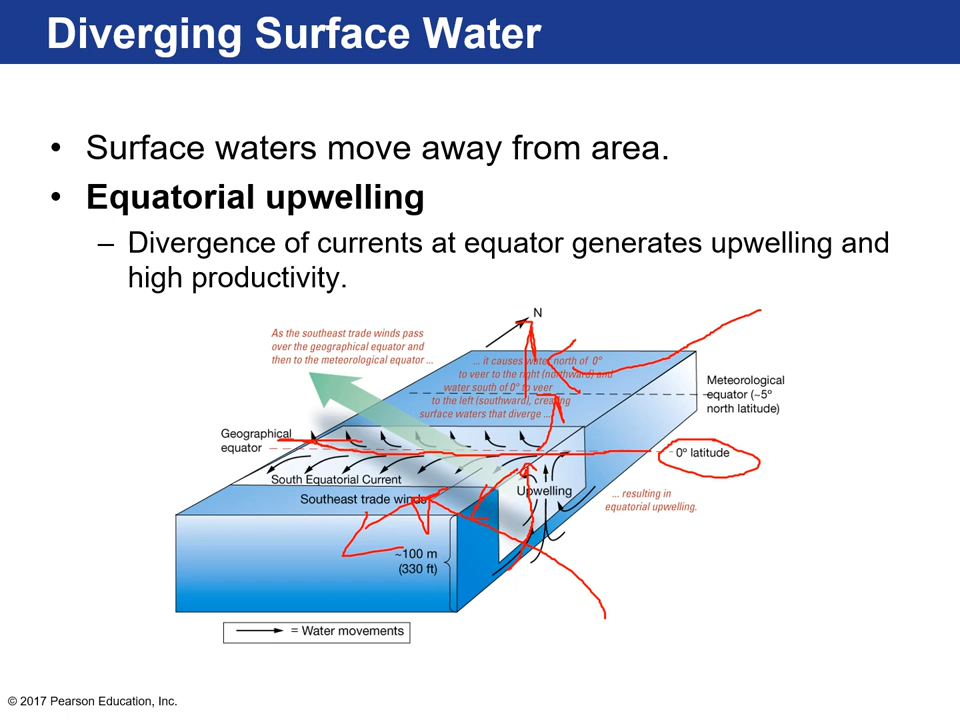 Diverging Surface Water
• Surface waters move away from area.
• Equatorial upwelling
– Divergence of currents at equator generates upwelling and
high productivity.
N
As the southeast trade winds pass
over the geographical equator and
then to the meteorological equator ...
... it causes water north of 0°
to veer to the right (northward) and
water south of 0° to veer
to the left (southward), creating
surface waters that diverge ...
Meteorological
equator (~5°
north latitude)
Geographical
equator
0° latitude
South Equatorial Current
Southeast trade winds
Upwelling
... resulting in
equatorial upwelling.
~100 m
(330 ft)
= Water movements
© 2017 Pearson Education, Inc.